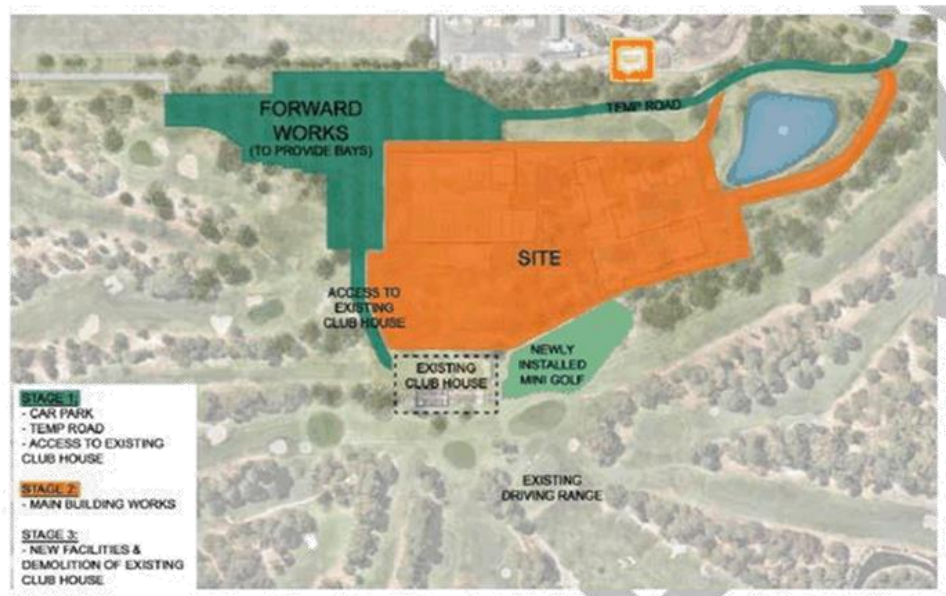 FORWARD
WORKS
(TO PROVIDE BAYS)
TEMP ROAD
SITE
ACCESS TO
EXISTING
CLUB HOUSE
EXISTING
CLUB HOUSE
NEWLY
INSTALLED
MINI GOLF
EXISTING
DRIVING RANGE
STAGE 1:
- CAR PARK
- TEMP ROAD
- ACCESS TO EXISTING
CLUB HOUSE
STAGE 2:
- MAIN BUILDING WORKS
STAGE 3:
- NEW FACILITIES &
DEMOLITION OF EXISTING
CLUB HOUSE